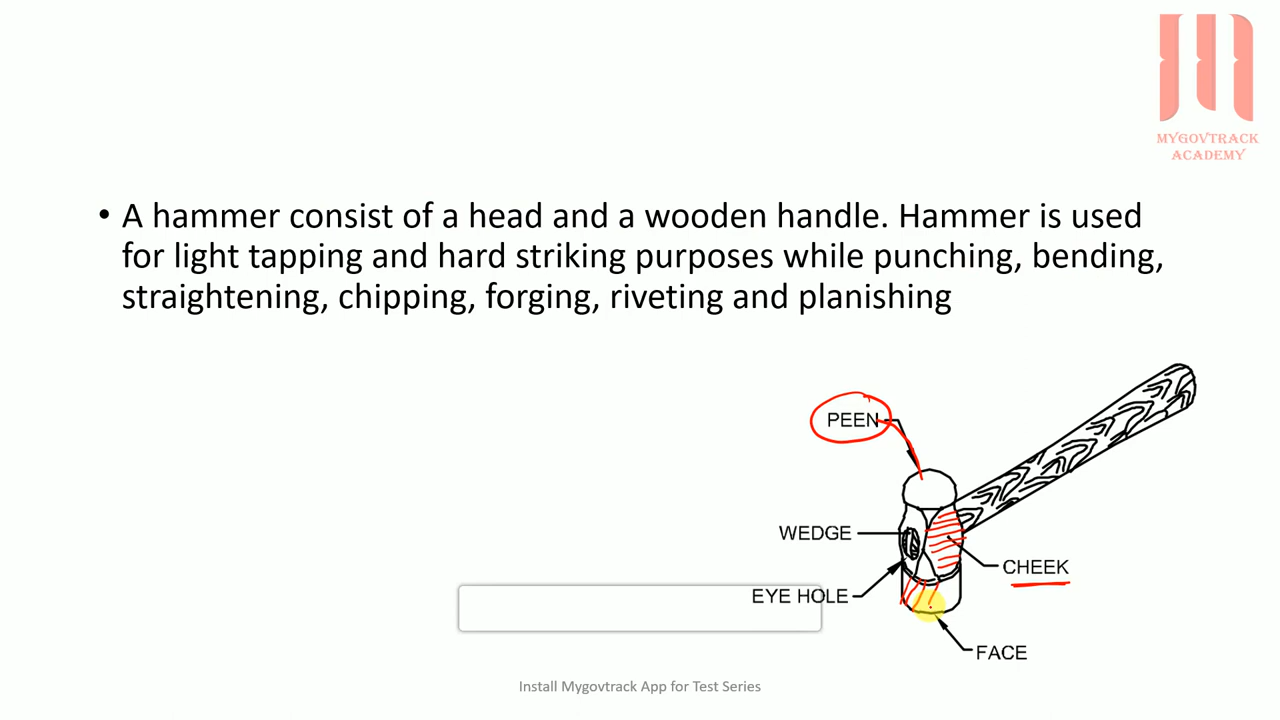 MYGOVTRACK
ACADEMY
• A hammer consist of a head and a wooden handle. Hammer is used
for light tapping and hard striking purposes while punching, bending,
straightening, chipping, forging, riveting and planishing
PEEN
WEDGE
CHEEK
EYE HOLE
FACE
Install Mygovtrack App for Test Series